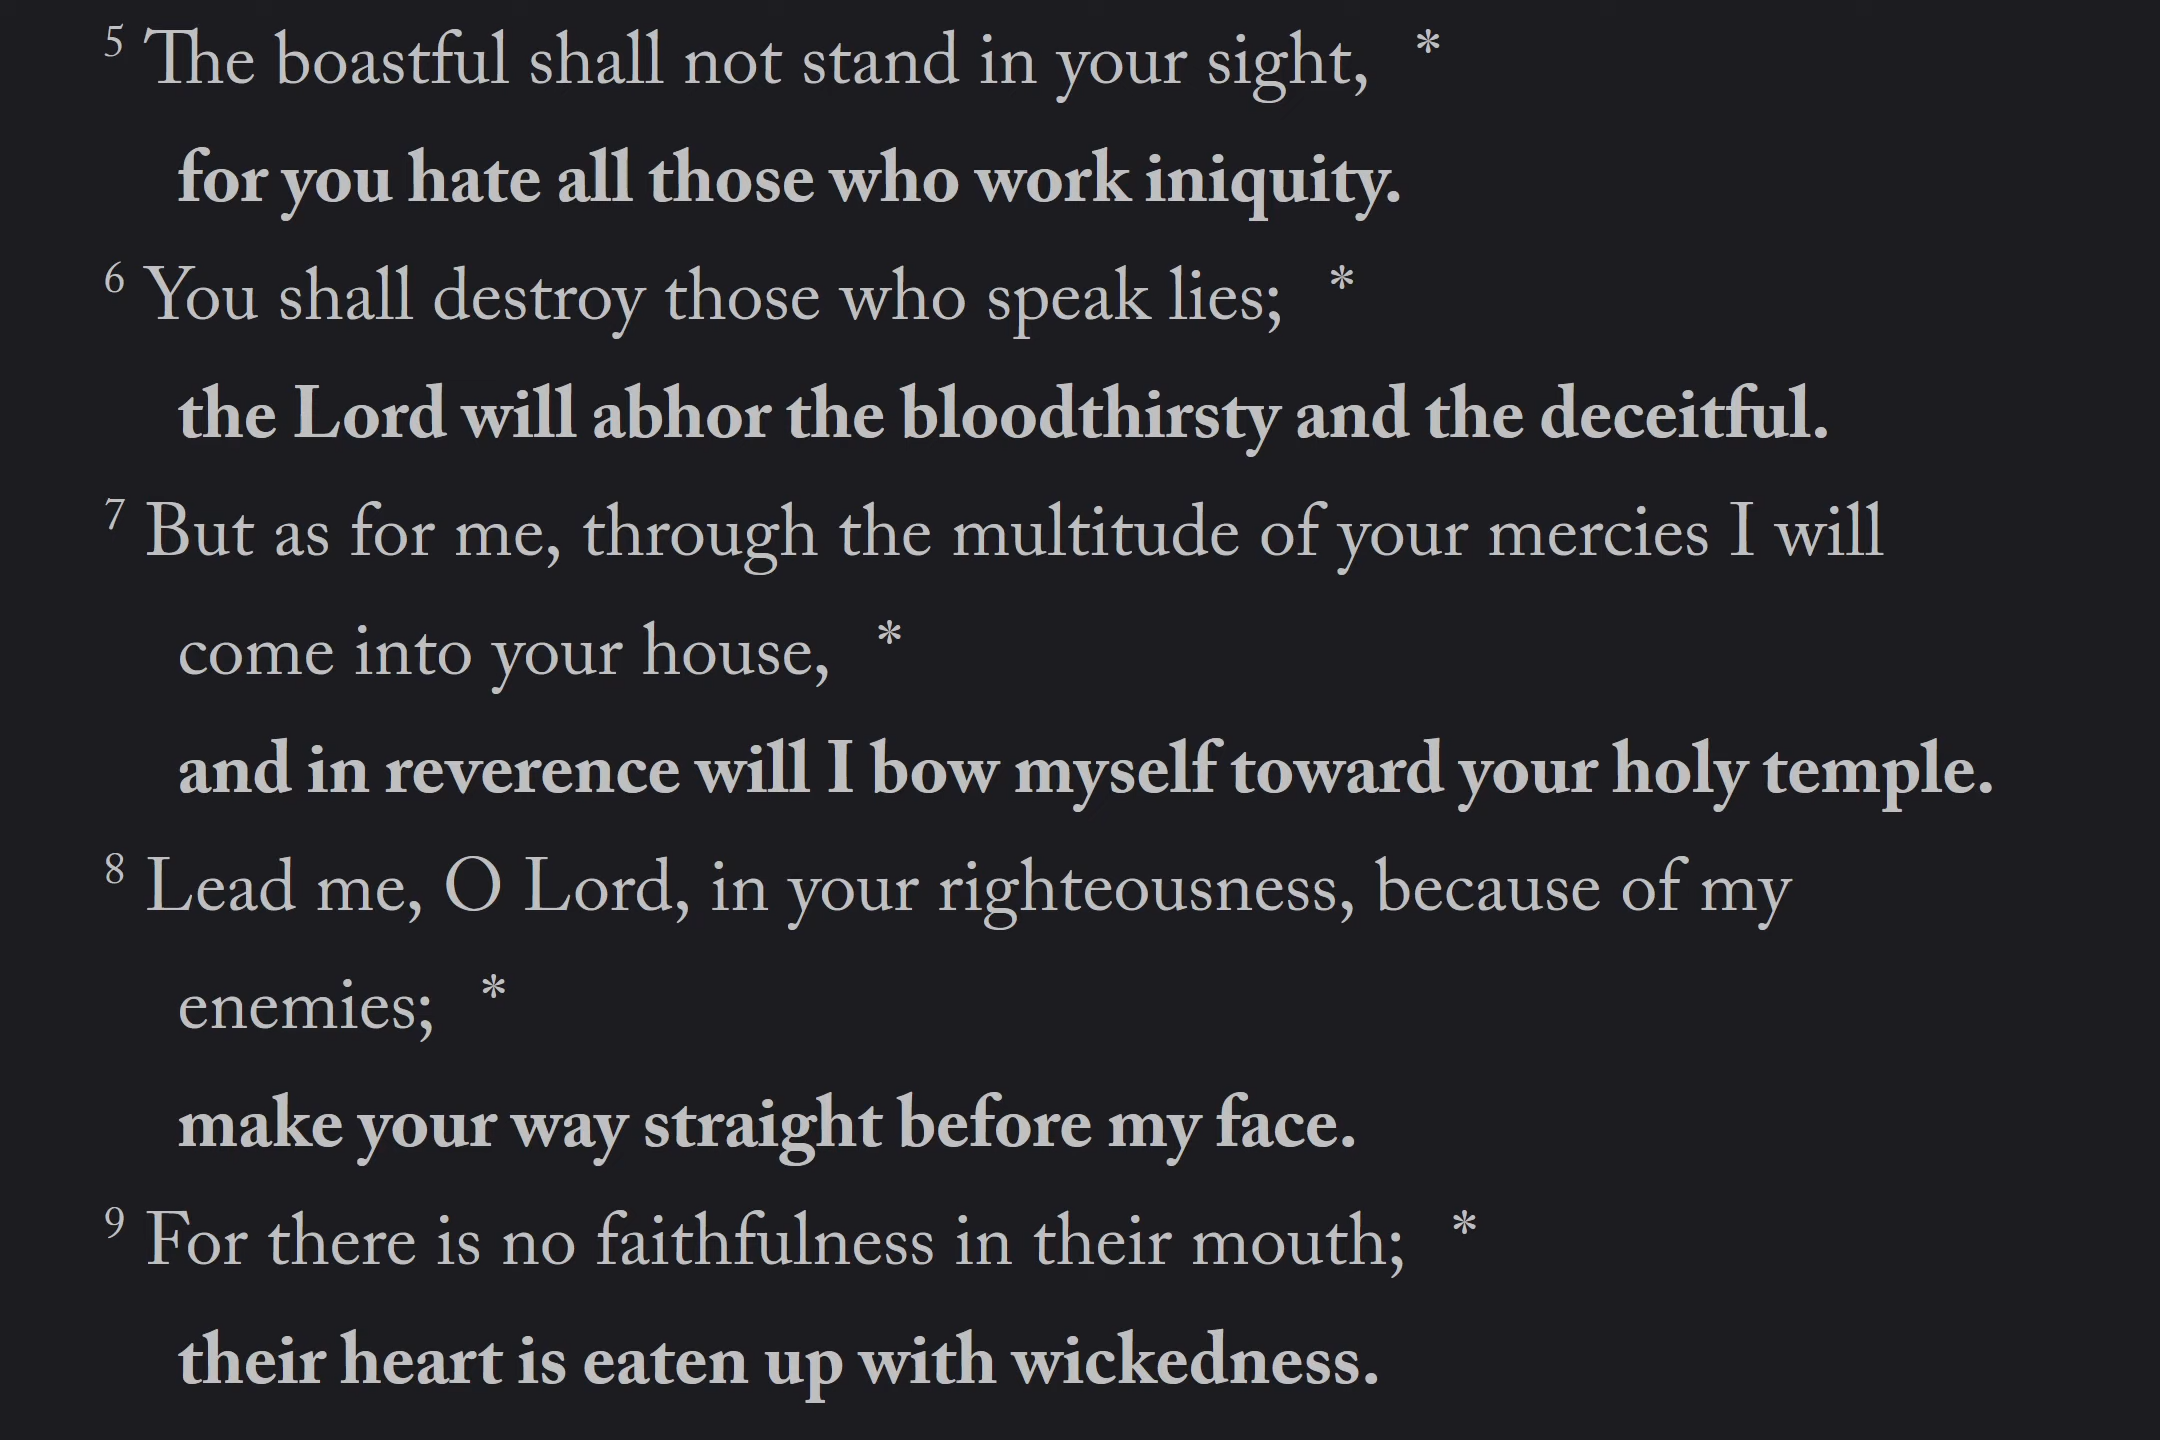 5 The boastful shall not stand in your sight, *
for you hate all those who work iniquity.
6 You shall destroy those who speak lies; *
the Lord will abhor the bloodthirsty and the deceitful.
7 But as for me, through the multitude of your mercies I will
come into your house, *
and in reverence will I bow myself toward your holy temple.
8 Lead me, O Lord, in your righteousness, because of my
enemies; *
make your way straight before my face.
9 For there is no faithfulness in their mouth; *
their heart is eaten up with wickedness.